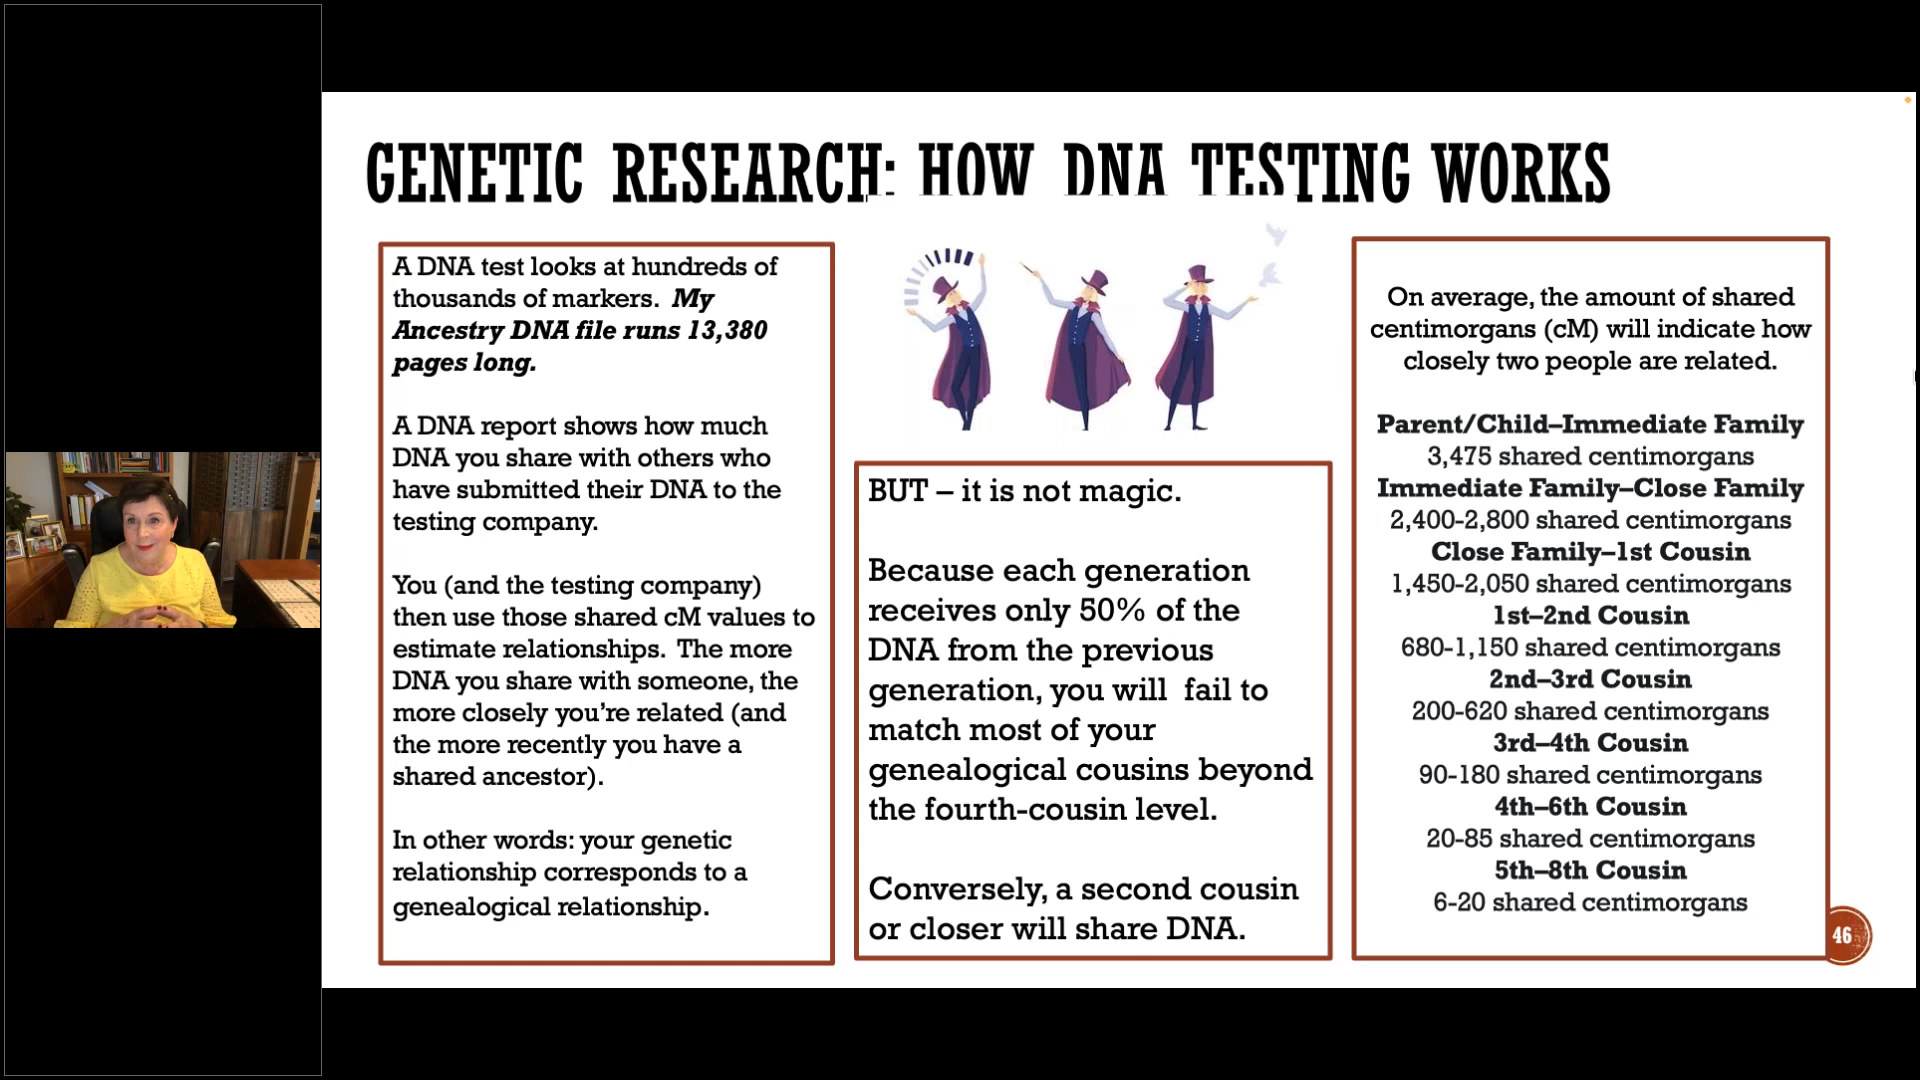 GENETIC RESEARCH: HOW DNA TESTING WORKS
A DNA test looks at hundreds of
thousands of markers. My
Ancestry DNA file runs 13,380
pages long.
A DNA report shows how much
DNA you share with others who
have submitted their DNA to the
testing company.
You (and the testing company)
then use those shared cM values to
estimate relationships. The more
DNA you share with someone, the
more closely you're related (and
the more recently you have a
shared ancestor).
In other words: your genetic
relationship corresponds to a
genealogical relationship.
BUT – it is not magic.
Because each generation
receives only 50% of the
DNA from the previous
generation, you will fail to
match most of your
genealogical cousins beyond
the fourth-cousin level.
Conversely, a second cousin
or closer will share DNA.
On average, the amount of shared
centimorgans (cM) will indicate how
closely two people are related.
Parent/Child–Immediate Family
3,475 shared centimorgans
Immediate Family–Close Family
2,400-2,800 shared centimorgans
Close Family–1st Cousin
1,450-2,050 shared centimorgans
1st–2nd Cousin
680-1,150 shared centimorgans
2nd–3rd Cousin
200-620 shared centimorgans
3rd–4th Cousin
90-180 shared centimorgans
4th–6th Cousin
20-85 shared centimorgans
5th–8th Cousin
6-20 shared centimorgans
46